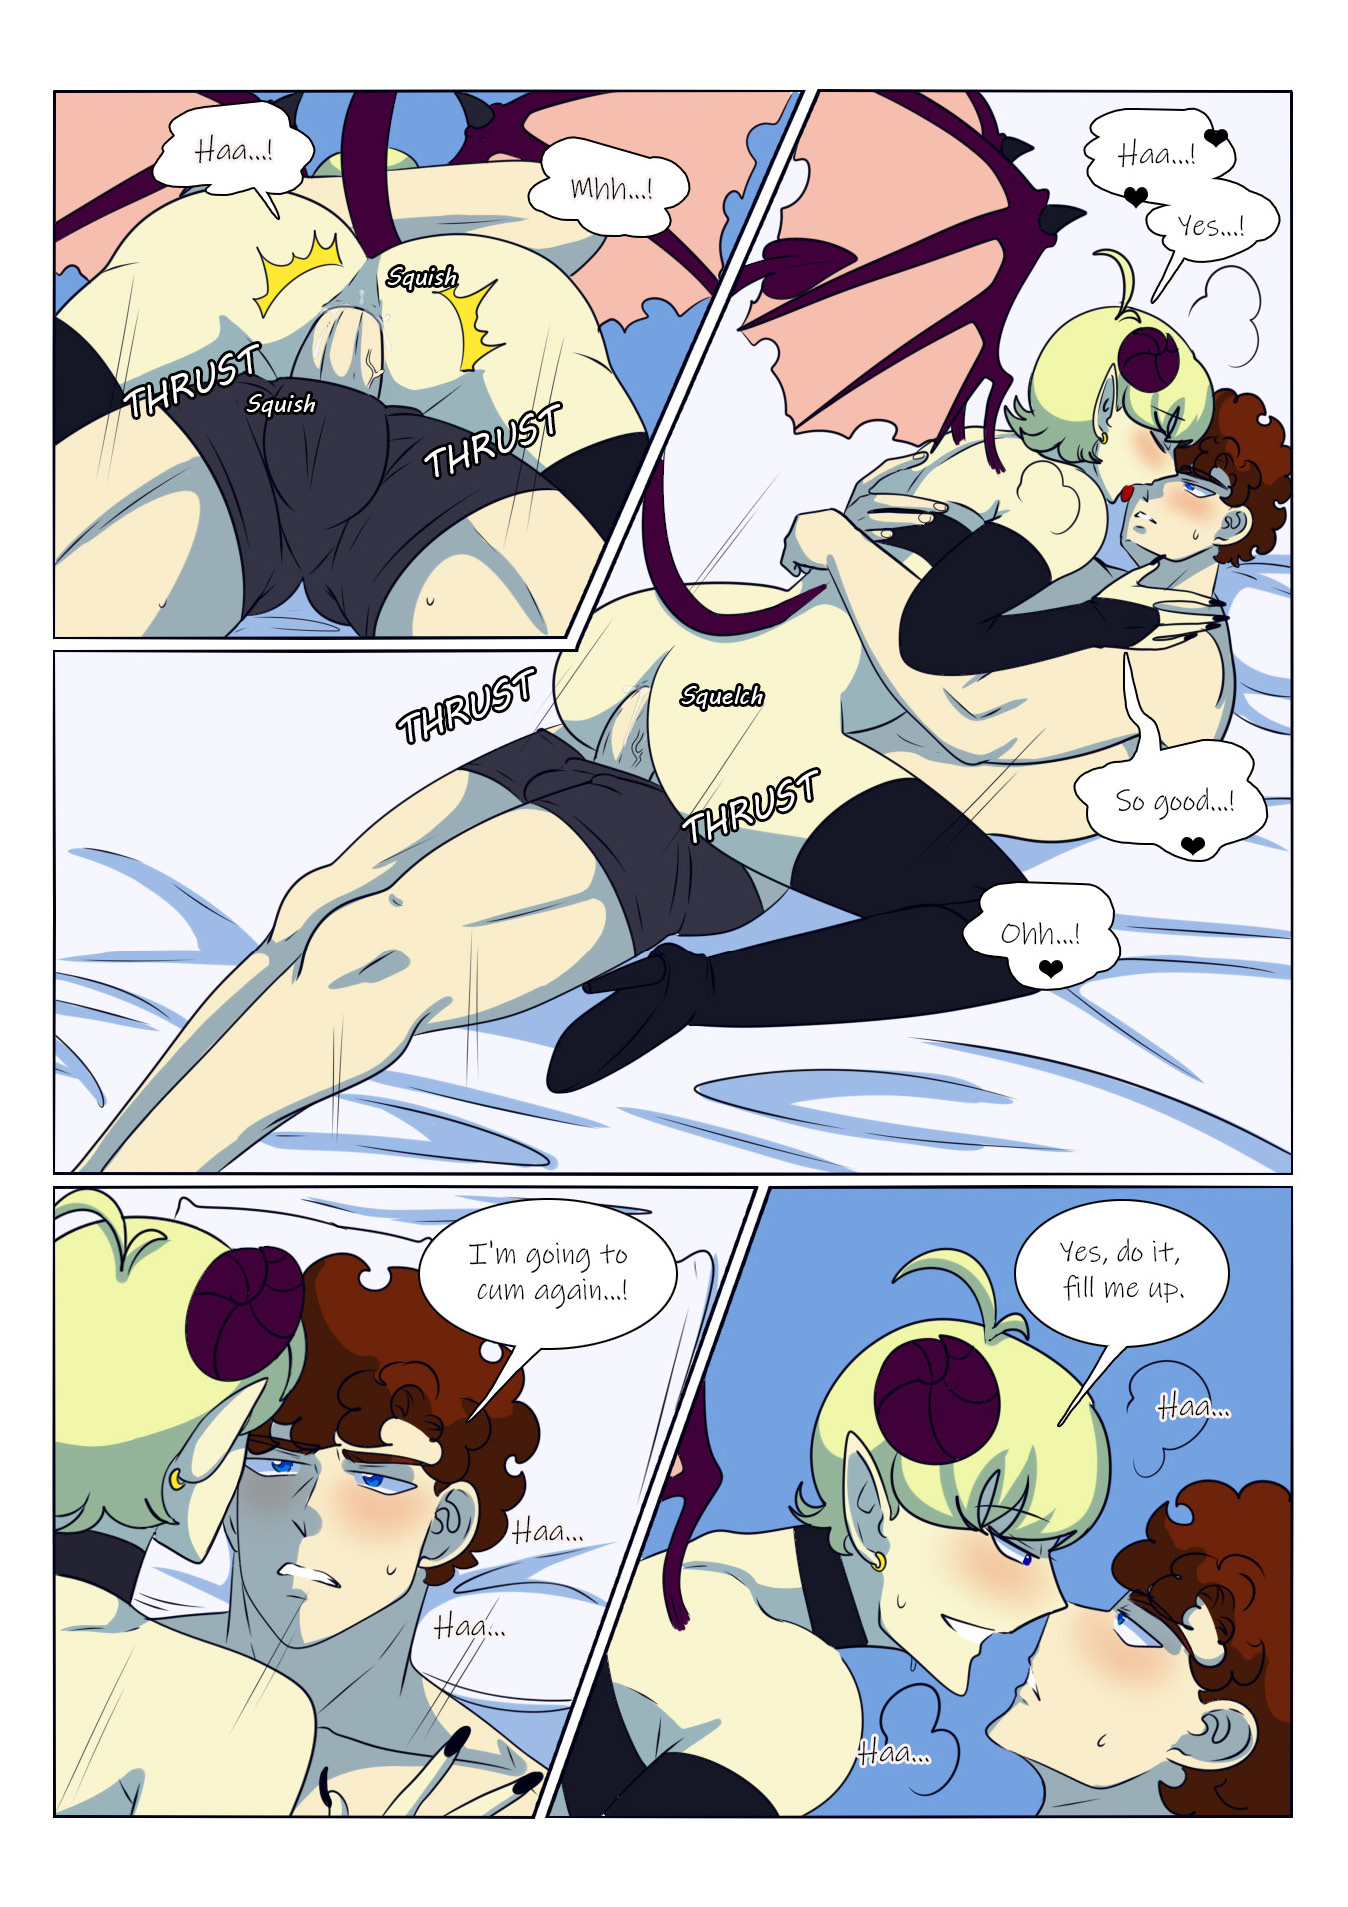 Haa...!
Mhh...!
Squish
THRUST
Squish
THRUST
Haa...!
Yes...!
THRUST
Squelch
THRUST
So good...!
Ohh...!
I'm going to
cum again...!
Haa...
Haa...
Yes, do it,
fill me up.
Haa...
Haa...